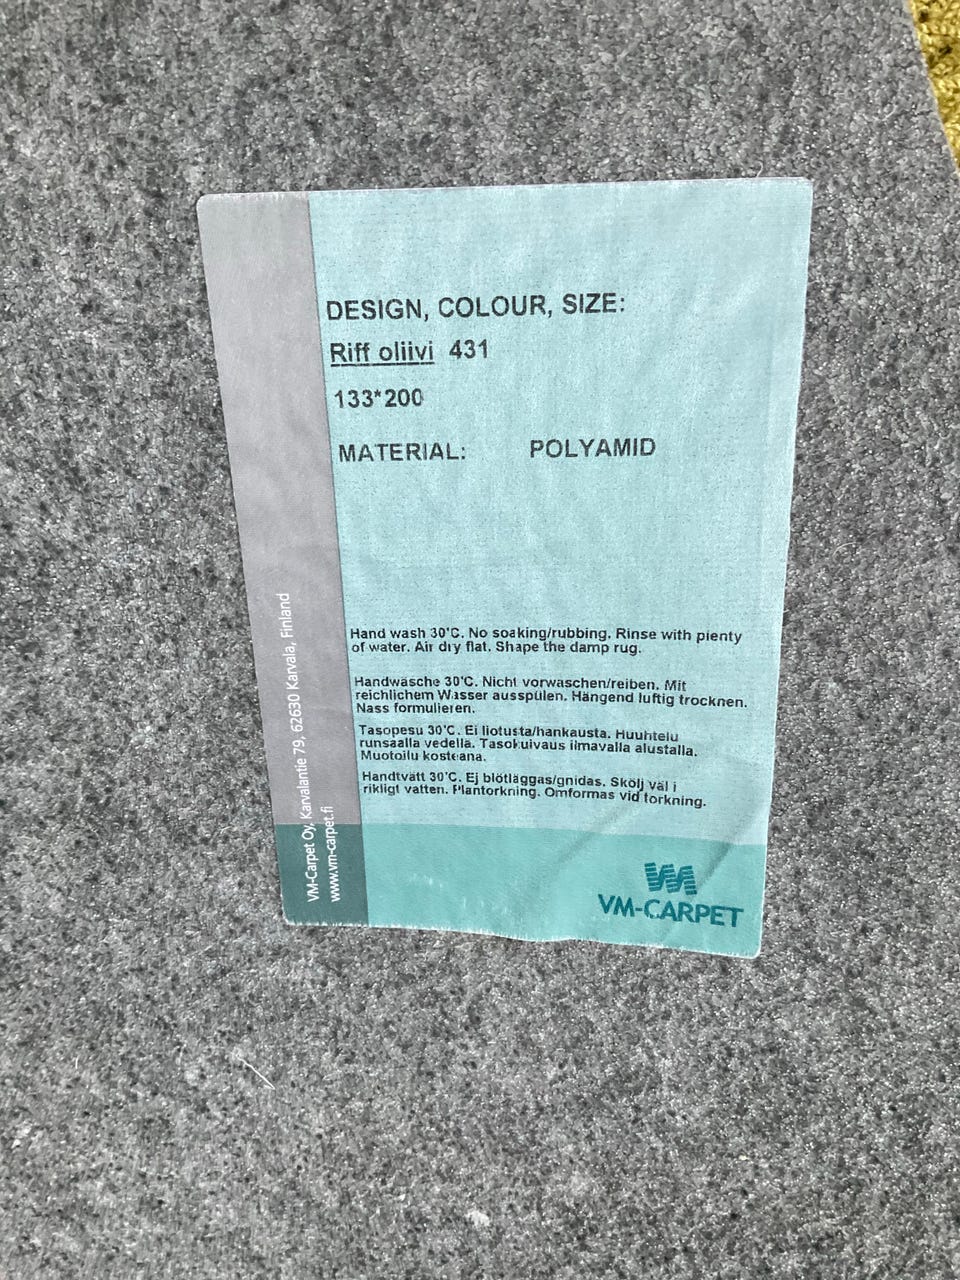 DESIGN, COLOUR, SIZE:
Riff oliivi 431
133*200
MATERIAL: POLYAMID
Hand wash 30'C. No soaking/rubbing. Rinse with plenty
of water. Air dry flat. Shape the damp rug.
Handwäsche 30'C. Nicht vorwaschen/reiben. Mit
reichlichem Wasser ausspülen. Hängend luftig trocknen.
Nass formulieren.
Tasopesu 30'C. Ei liotusta/hankausta. Huuhtelu
runsaalla vedellä. Tasokuivaus ilmavalla alustalla.
Muotoilu kosteana.
Handtvätt 30'C. Ej blötläggas/gnidas. Skölj väl i
rikligt vatten. Plantorkning. Omformas vid torkning.
VM-Carpet Oy, Karvalantie 79, 62630 Karvala, Finland
www.vm-carpet.fi
VM-CARPET